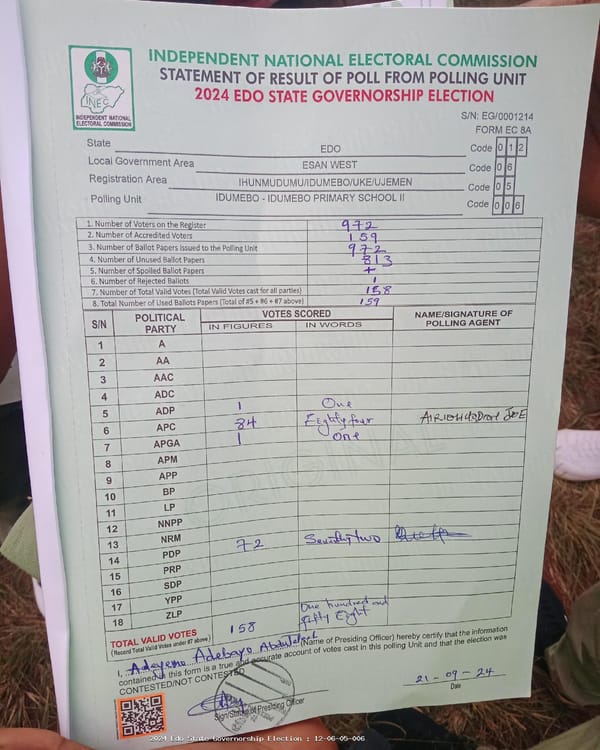 INDEPENDENT NATIONAL ELECTORAL COMMISSION
STATEMENT OF RESULT OF POLL FROM POLLING UNIT
2024 EDO STATE GOVERNORSHIP ELECTION
INEC
INDEPENDENT NATIONAL
ELECTORAL COMMISSION
S/N: EG/0001214
FORM EC 8A
State EDO Code 0 1 2
Local Government Area ESAN WEST Code 0 6
Registration Area IHUNMUDUMU/IDUMEBO/UKE/UJEMEN Code 0 5
Polling Unit IDUMEBO - IDUMEBO PRIMARY SCHOOL II Code 0 0 6
1. Number of Voters on the Register 972
2. Number of Accredited Voters 159
3. Number of Ballot Papers Issued to the Polling Unit 972
4. Number of Unused Ballot Papers 813
5. Number of Spoiled Ballot Papers
6. Number of Rejected Ballots 1
7. Number of Total Valid Votes (Total Valid Votes cast for all parties) 158
8. Total Number of Used Ballots Papers (Total of #5 + #6 + #7 above) 159
S/N POLITICAL PARTY VOTES SCORED NAME/SIGNATURE OF POLLING AGENT
IN FIGURES IN WORDS
1 A
2 AA
3 AAC
4 ADC
5 ADP 1 One
6 APC 84 Eighty four
7 APGA 1 One
8 APM
9 APP
10 BP
11 LP
12 NNPP
13 NRM
14 PDP 72 Seventy two
15 PRP
16 SDP
17 YPP
18 ZLP
TOTAL VALID VOTES 158 One hundred and fifty Eight
(Record Total Valid Votes under #7 above)
I, Adeyemo Adebayo (Name of Presiding Officer) hereby certify that the information
contained in this form is a true and accurate account of votes cast in this polling Unit and that the election was
CONTESTED/NOT CONTESTED
Sign/Stamp of Presiding Officer
21-09-24
Date
2024 Edo State Governorship Election : 12-06-05-006